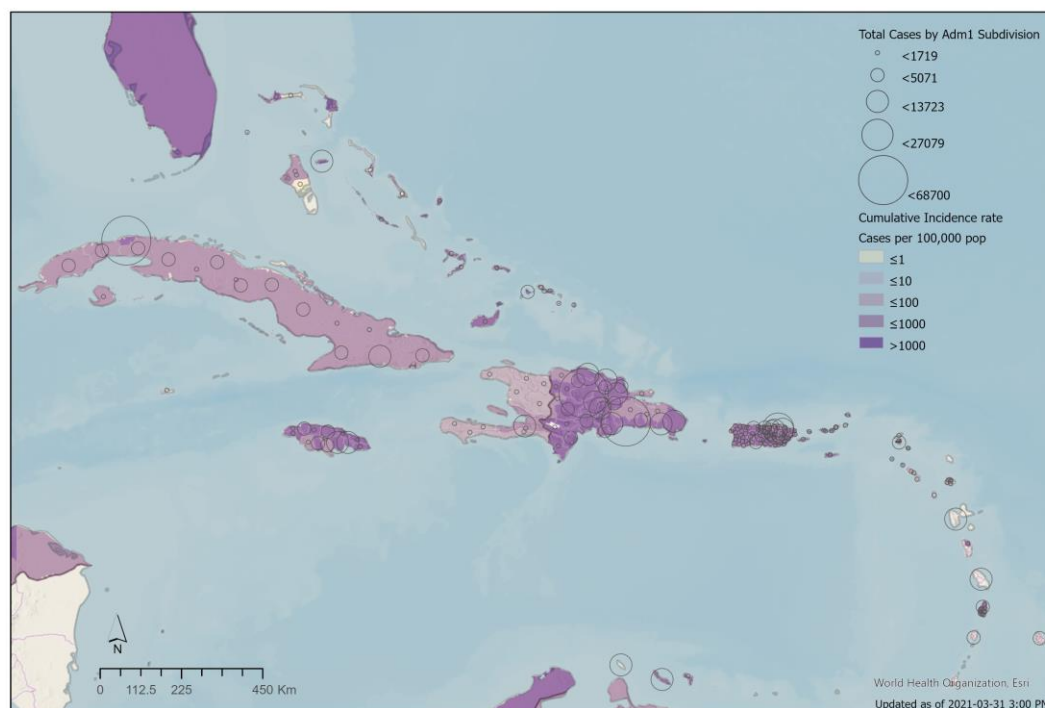 Total Cases by Adm1 Subdivision
<1719
<5071
<13723
<27079
<68700
Cumulative Incidence rate
Cases per 100,000 pop
≤1
≤10
≤100
≤1000
>1000
N
0 112.5 225 450 Km
World Health Organization, Esri
Updated as of 2021-03-31 3:00 PM